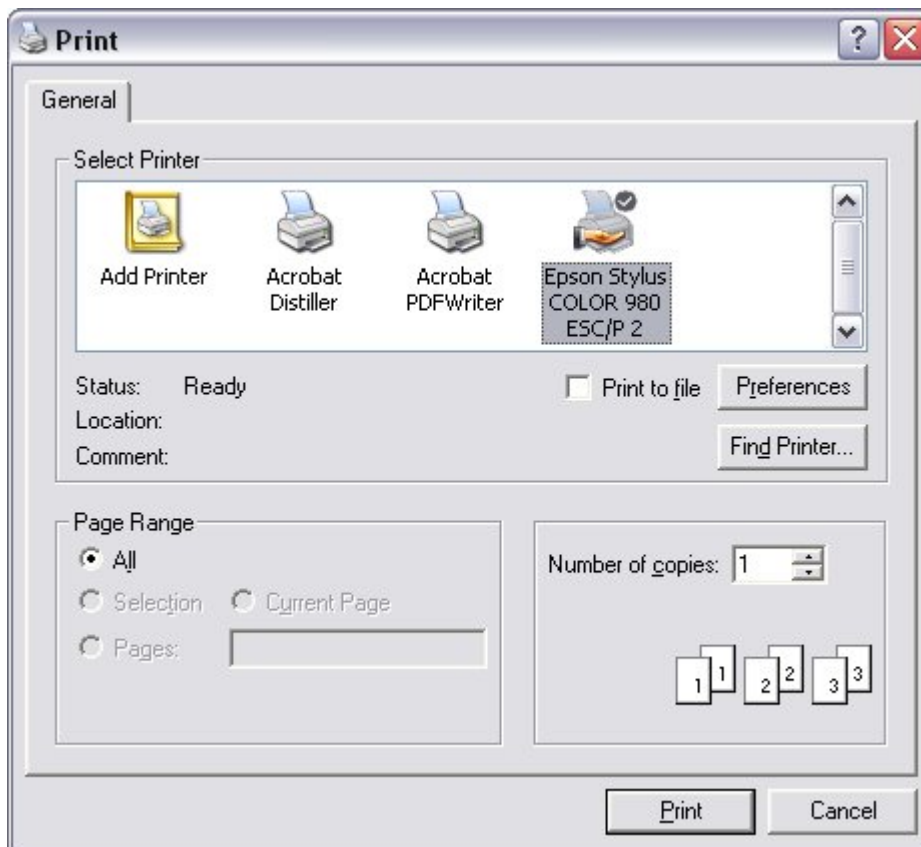 Print
General
Select Printer
Add Printer
Acrobat
Distiller
Acrobat
PDFWriter
Epson Stylus
COLOR 980
ESC/P 2
Status: Ready
Location:
Comment:
Print to file
Preferences
Find Printer...
Page Range
All
Selection
Current Page
Pages:
Number of copies: 1
1 1 2 2 3 3
Print
Cancel